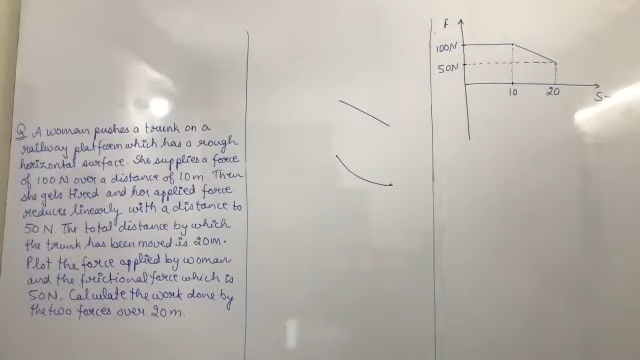 Q A woman pushes a trunk on a
railway platform which has a rough
horizontal surface. She supplies a force
of 100 N over a distance of 10m. Then
she gets tired and her applied force
reduces linearly with a distance to
50 N. The total distance by which
the trunk has been moved is 20m.
Plot the force applied by woman
and the frictional force which is
50N. Calculate the work done by
the two forces over 20m.
f
100N
50N
10 20
S